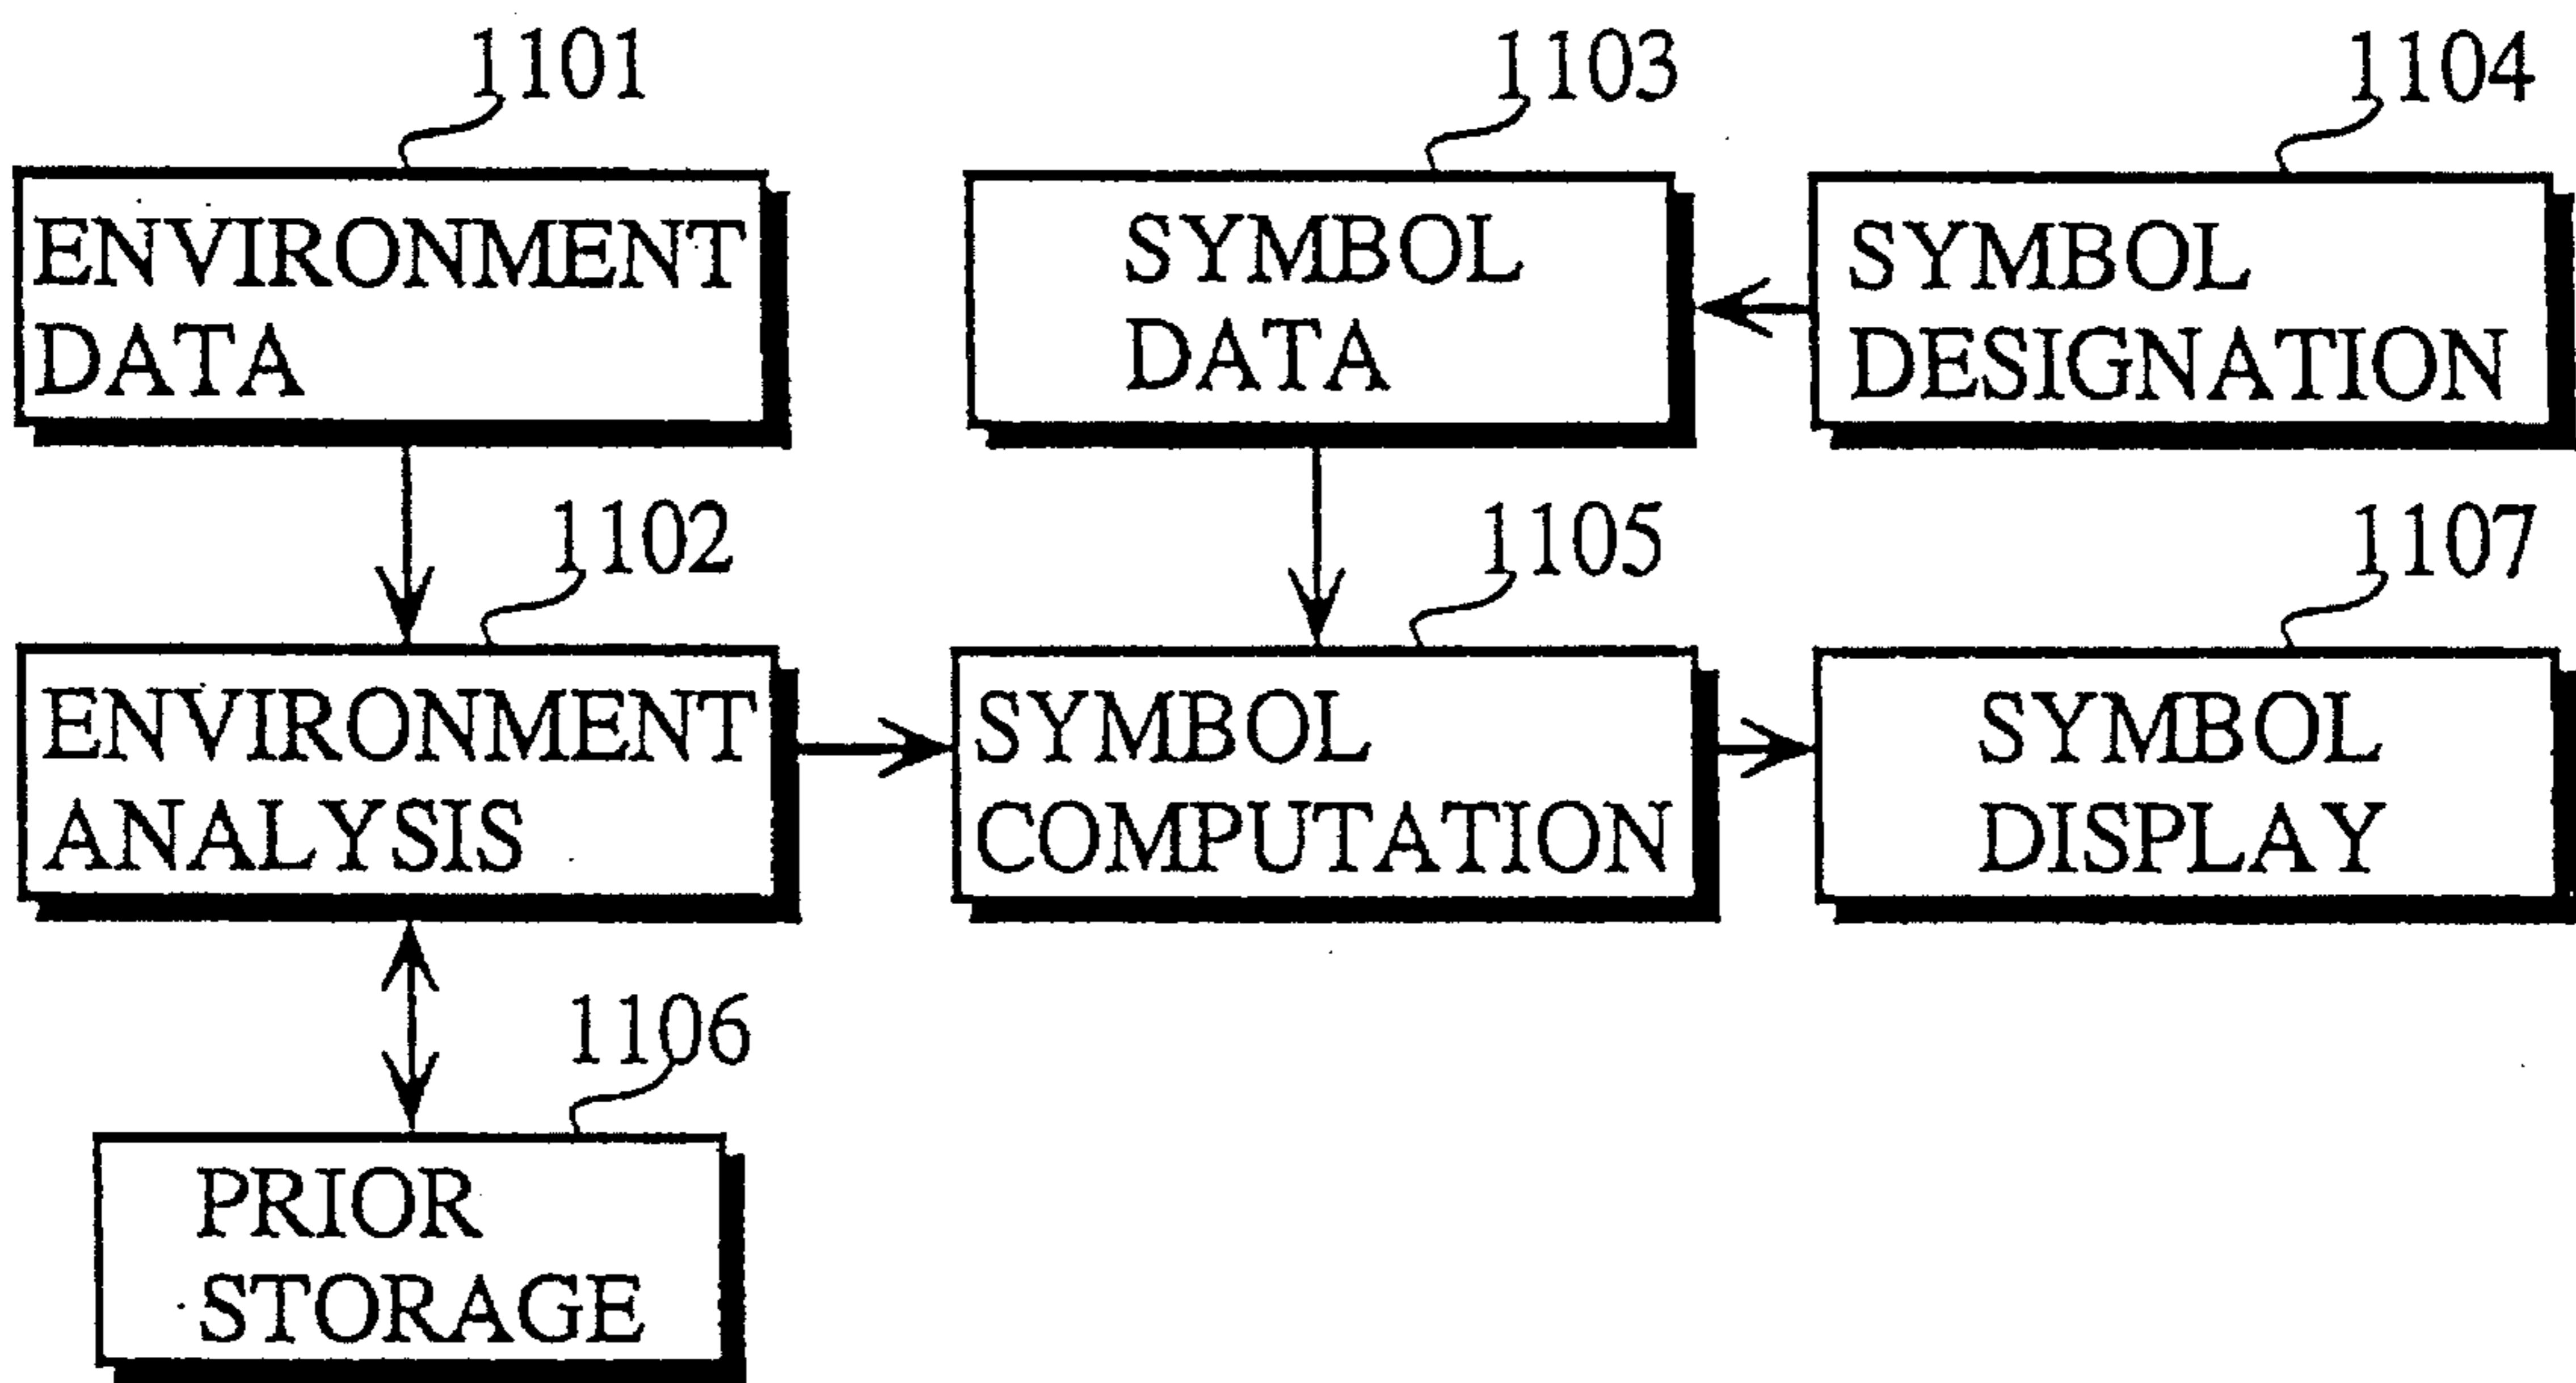 1101
ENVIRONMENT
DATA
1103
SYMBOL
DATA
1104
SYMBOL
DESIGNATION
1102
ENVIRONMENT
ANALYSIS
1105
SYMBOL
COMPUTATION
1107
SYMBOL
DISPLAY
1106
PRIOR
STORAGE